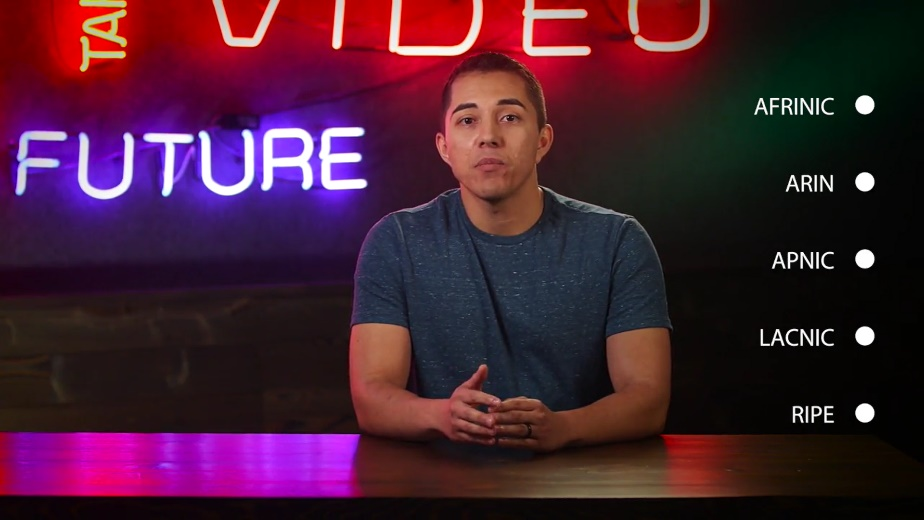 VIDEO
FUTURE
AFRINIC
ARIN
APNIC
LACNIC
RIPE